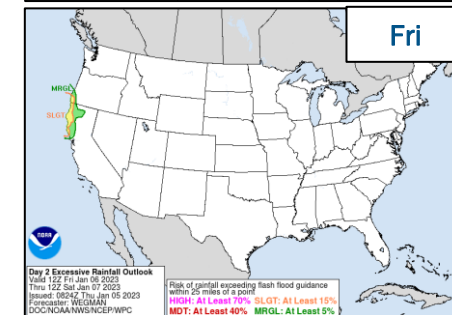 Fri
MRGL
SLGT
noaa
Day 2 Excessive Rainfall Outlook
Valid 12Z Fri Jan 06 2023
Thru 12Z Sat Jan 07 2023
Issued: 0824Z Thu Jan 05 2023
Forecaster: WEGMAN
DOC/NOAA/NWS/NCEP/WPC
Risk of rainfall exceeding flash flood guidance
within 25 miles of a point
HIGH: At Least 70% SLGT: At Least 15%
MDT: At Least 40% MRGL: At Least 5%